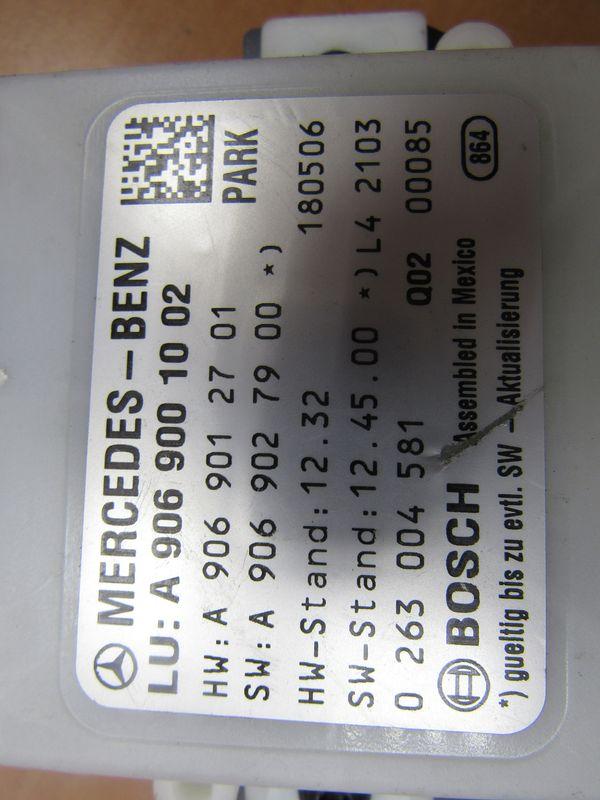 MERCEDES-BENZ
LU: A 906 900 10 02 PARK
HW: A 906 901 27 01
SW: A 906 902 79 00 *)
HW-Stand: 12.32 180506
SW-Stand: 12.45.00 *) L4 2103
0 263 004 581 Q02 00085
BOSCH Assembled in Mexico 864
*) gueltig bis zu evtl. SW - Aktualisierung